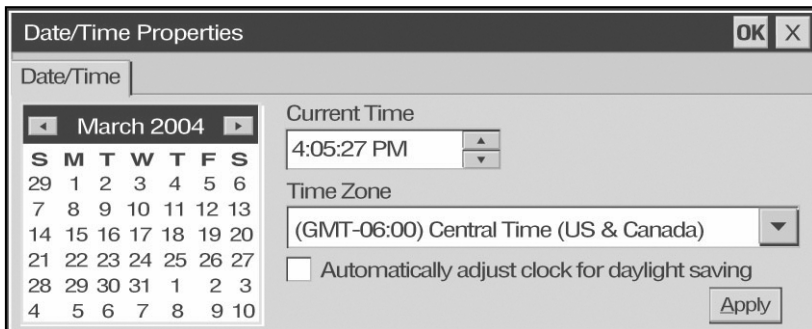 Date/Time Properties OK X
Date/Time
March 2004
S M T W T F S
29 1 2 3 4 5 6
7 8 9 10 11 12 13
14 15 16 17 18 19 20
21 22 23 24 25 26 27
28 29 30 31 1 2 3
4 5 6 7 8 9 10
Current Time
4:05:27 PM
Time Zone
(GMT-06:00) Central Time (US & Canada)
Automatically adjust clock for daylight saving
Apply